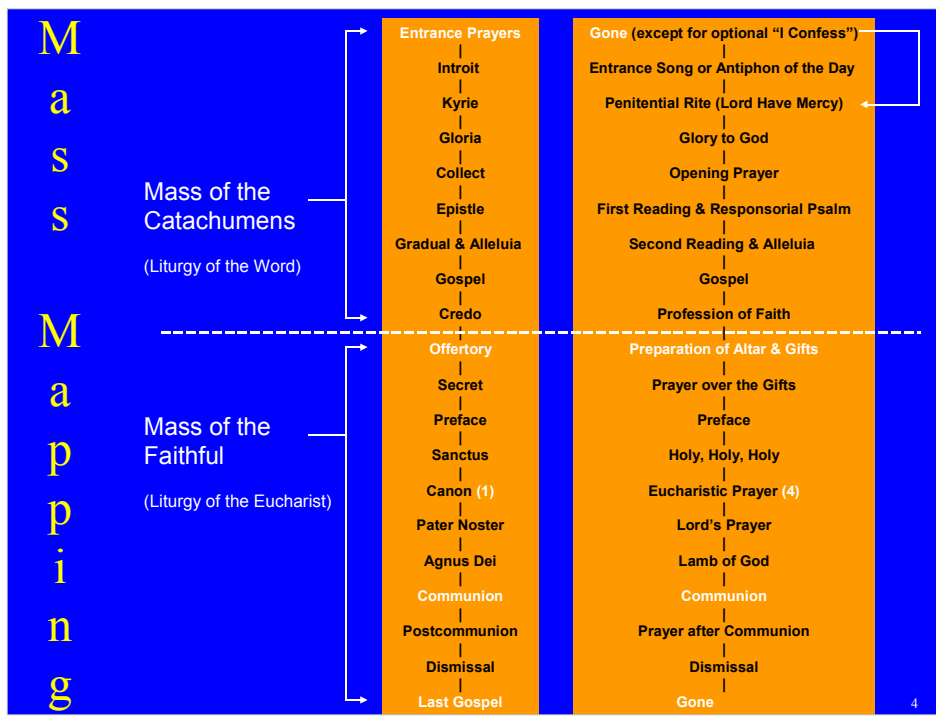 Mass Mapping
Mass of the
Catachumens
(Liturgy of the Word)
Mass of the
Faithful
(Liturgy of the Eucharist)
Entrance Prayers
Introit
Kyrie
Gloria
Collect
Epistle
Gradual & Alleluia
Gospel
Credo
Offertory
Secret
Preface
Sanctus
Canon (1)
Pater Noster
Agnus Dei
Communion
Postcommunion
Dismissal
Last Gospel
Gone (except for optional “I Confess”)
Entrance Song or Antiphon of the Day
Penitential Rite (Lord Have Mercy)
Glory to God
Opening Prayer
First Reading & Responsorial Psalm
Second Reading & Alleluia
Gospel
Profession of Faith
Preparation of Altar & Gifts
Prayer over the Gifts
Preface
Holy, Holy, Holy
Eucharistic Prayer (4)
Lord’s Prayer
Lamb of God
Communion
Prayer after Communion
Dismissal
Gone
4